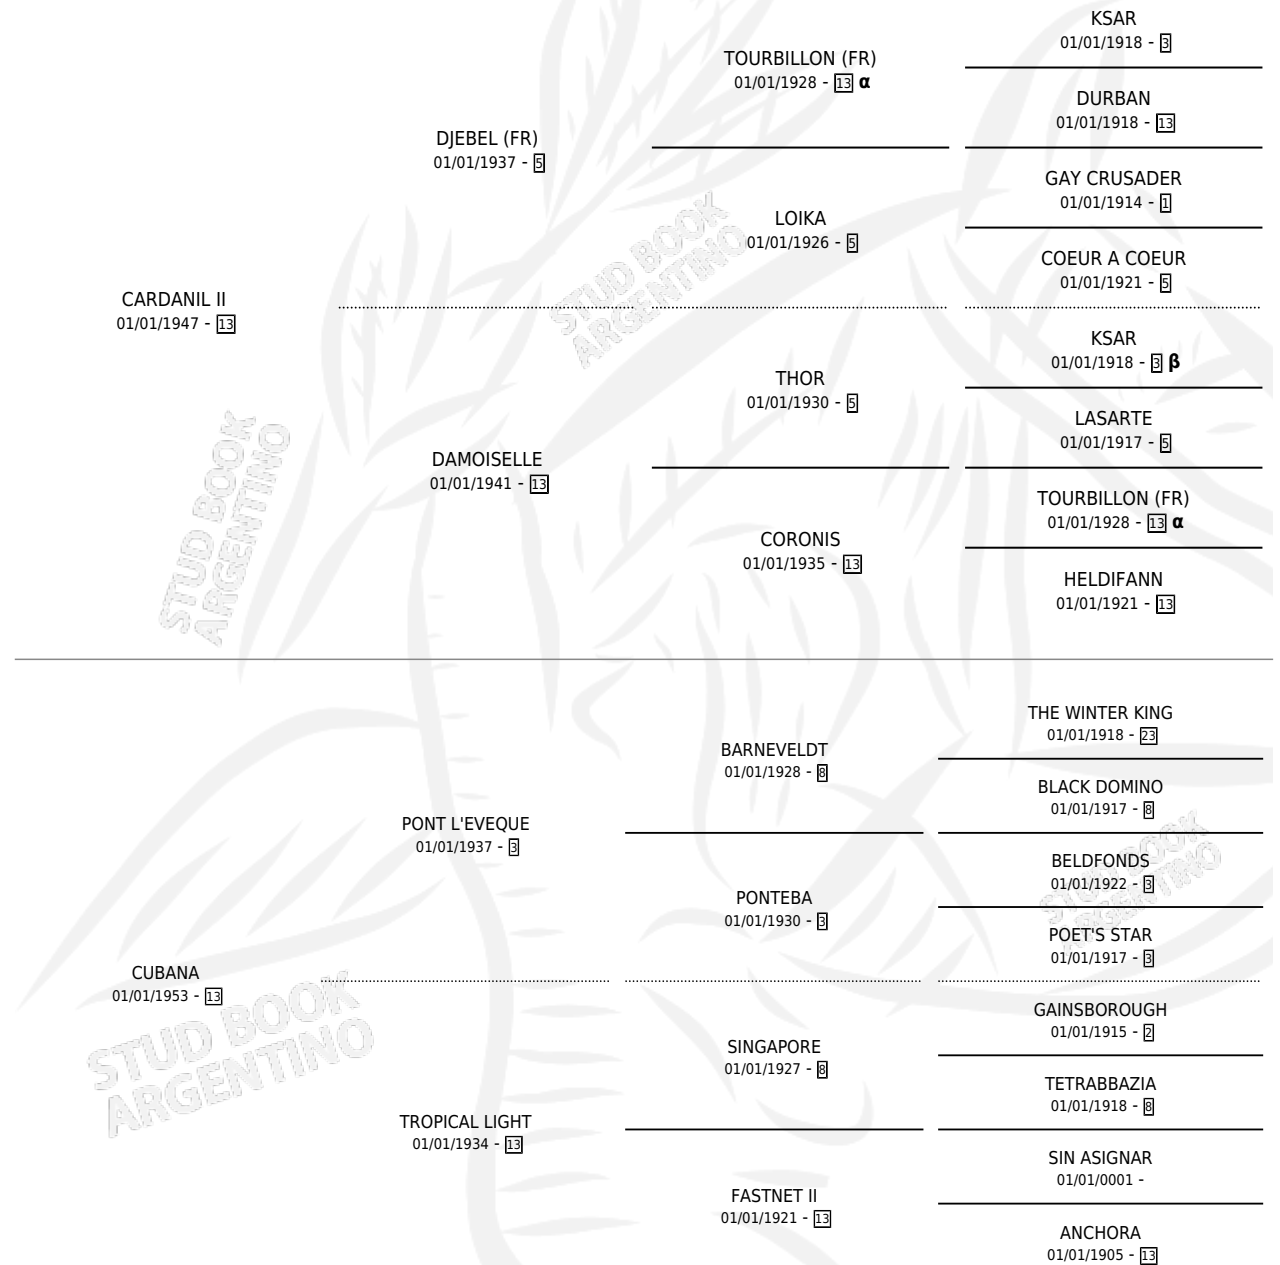 KSAR
01/01/1918 - 3
TOURBILLON (FR)
01/01/1928 - 13 α
DURBAN
01/01/1918 - 13
DJEBEL (FR)
01/01/1937 - 5
GAY CRUSADER
01/01/1914 - 1
LOIKA
01/01/1926 - 5
COEUR A COEUR
01/01/1921 - 5
CARDANIL II
01/01/1947 - 13
KSAR
01/01/1918 - 3 β
THOR
01/01/1930 - 5
LASARTE
01/01/1917 - 5
DAMOISELLE
01/01/1941 - 13
TOURBILLON (FR)
01/01/1928 - 13 α
CORONIS
01/01/1935 - 13
HELDIFANN
01/01/1921 - 13
THE WINTER KING
01/01/1918 - 23
BARNEVELDT
01/01/1928 - 8
BLACK DOMINO
01/01/1917 - 8
PONT L'EVEQUE
01/01/1937 - 3
BELDFONDS
01/01/1922 - 3
PONTEBA
01/01/1930 - 3
POET'S STAR
01/01/1917 - 3
CUBANA
01/01/1953 - 13
GAINSBOROUGH
01/01/1915 - 2
SINGAPORE
01/01/1927 - 8
TETRABBAZIA
01/01/1918 - 8
TROPICAL LIGHT
01/01/1934 - 13
SIN ASIGNAR
01/01/0001 -
FASTNET II
01/01/1921 - 13
ANCHORA
01/01/1905 - 13
STUD BOOK
ARGENTINO
STUD BOOK
ARGENTINO
STUD BOOK
ARGENTINO
STUD BOOK
ARGENTINO